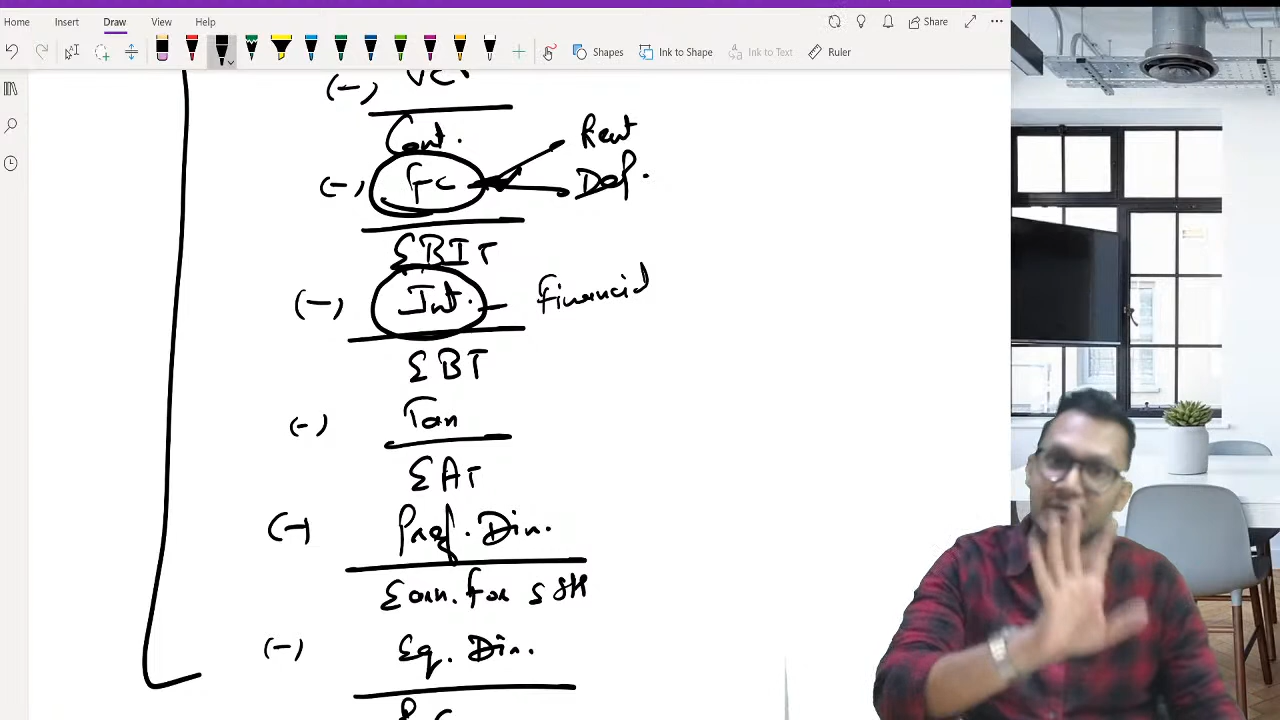 Home Insert Draw View Help Share
Shapes Ink to Shape Ink to Text Ruler
(-) VC
Cont.
(-) FC Rent
Dep.
EBIT
(-) Int. Financial
EBT
(-) Tax
EAT
(-) Pref. Div.
Earn. for ESH
(-) Eq. Div.